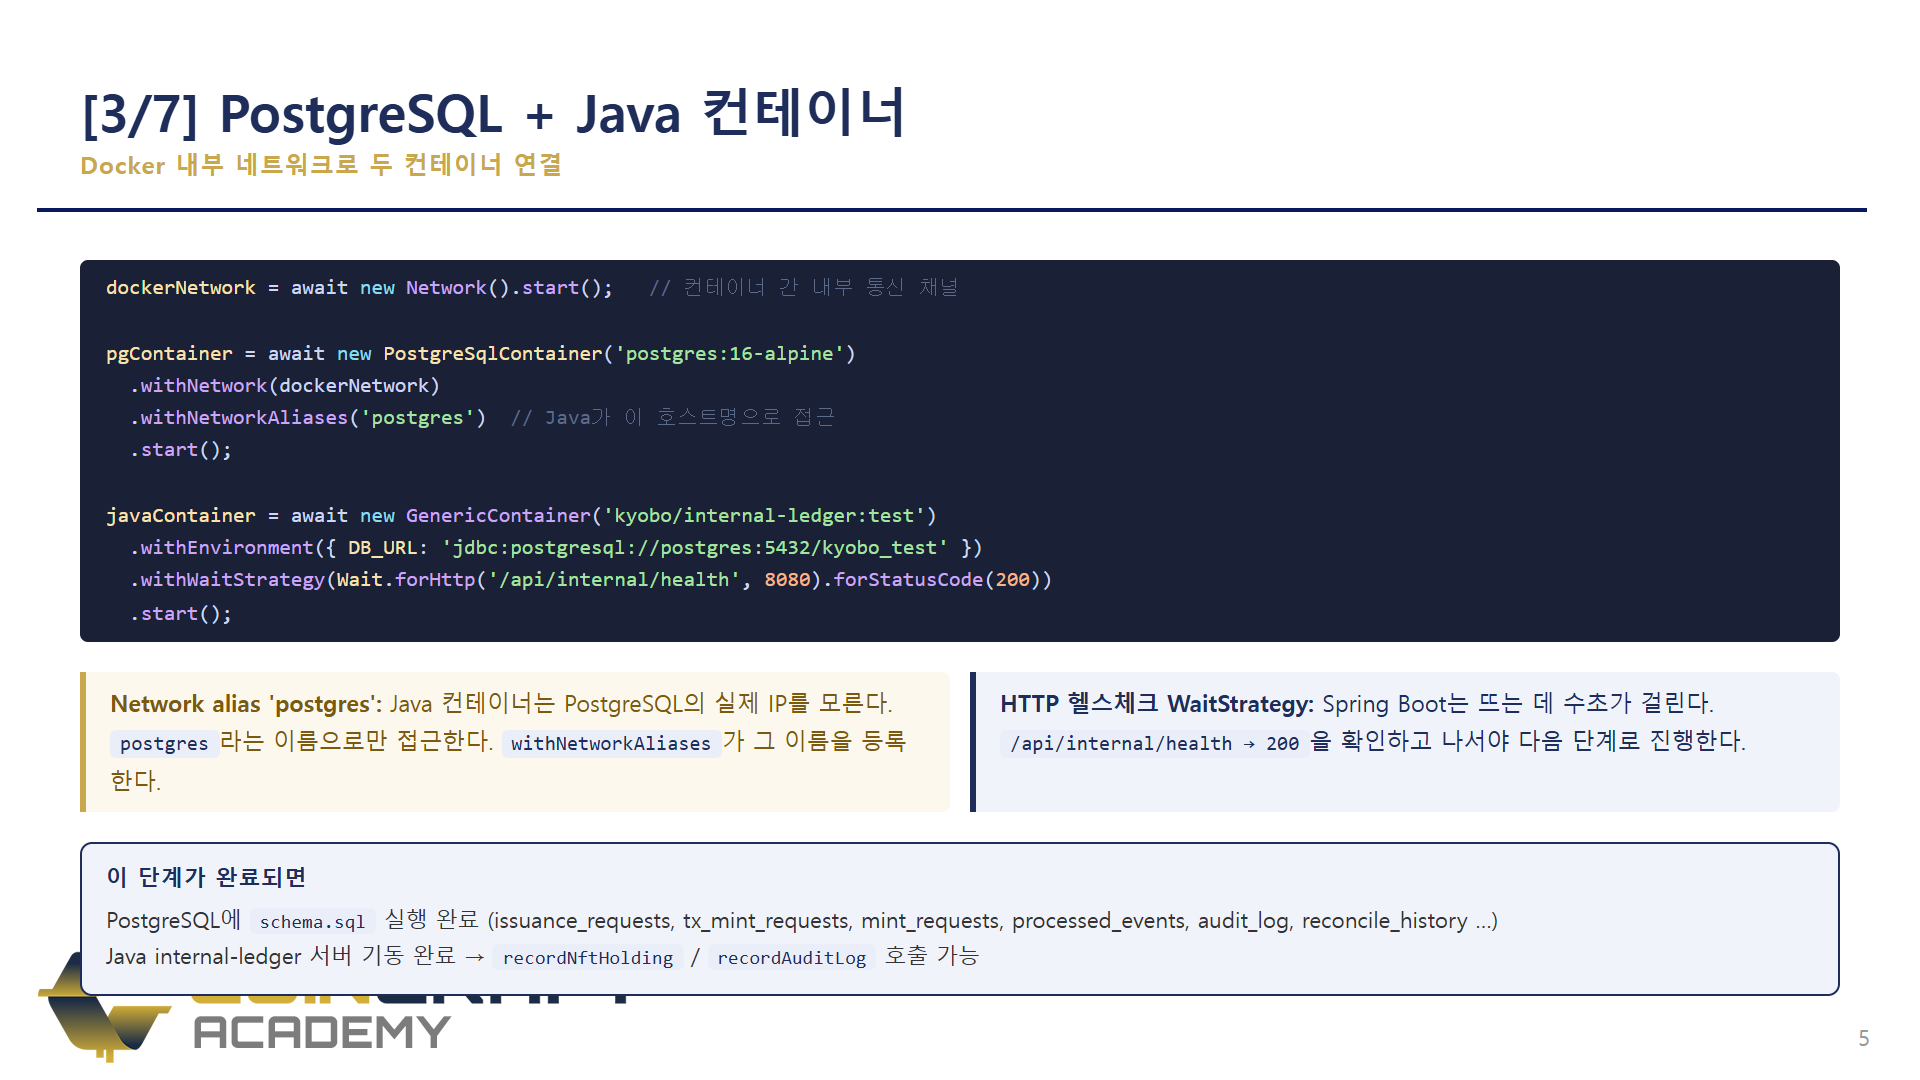 [3/7] PostgreSQL + Java 컨테이너
Docker 내부 네트워크로 두 컨테이너 연결
dockerNetwork = await new Network().start();   // 컨테이너 간 내부 통신 채널
pgContainer = await new PostgreSqlContainer('postgres:16-alpine')
  .withNetwork(dockerNetwork)
  .withNetworkAliases('postgres')  // Java가 이 호스트명으로 접근
  .start();
javaContainer = await new GenericContainer('kyobo/internal-ledger:test')
  .withEnvironment({ DB_URL: 'jdbc:postgresql://postgres:5432/kyobo_test' })
  .withWaitStrategy(Wait.forHttp('/api/internal/health', 8080).forStatusCode(200))
  .start();
Network alias 'postgres': Java 컨테이너는 PostgreSQL의 실제 IP를 모른다.
postgres 라는 이름으로만 접근한다. withNetworkAliases 가 그 이름을 등록
한다.
HTTP 헬스체크 WaitStrategy: Spring Boot는 뜨는 데 수초가 걸린다.
/api/internal/health → 200 을 확인하고 나서야 다음 단계로 진행한다.
이 단계가 완료되면
PostgreSQL에 schema.sql 실행 완료 (issuance_requests, tx_mint_requests, mint_requests, processed_events, audit_log, reconcile_history ...)
Java internal-ledger 서버 기동 완료 → recordNftHolding / recordAuditLog 호출 가능
ACADEMY
5